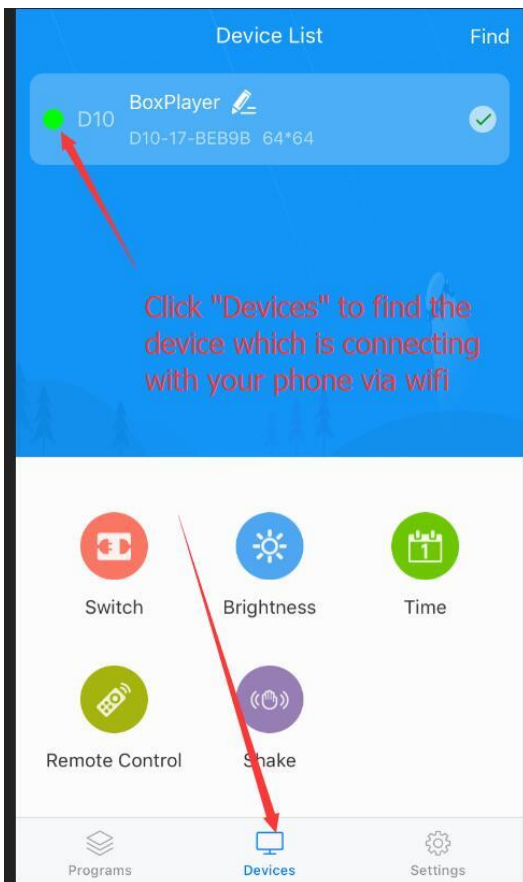 Device List
Find
D10
BoxPlayer
D10-17-BEB9B 64*64
Click "Devices" to find the
device which is connecting
with your phone via wifi
1
Switch
Brightness
Time
Remote Control
Shake
Programs
Devices
Settings